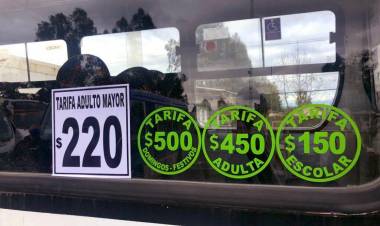 TARIFA ADULTO MAYOR
$220
TARIFA
$500
DOMINGOS - FESTIVOS
TARIFA
$450
ADULTA
TARIFA
$150
ESCOLAR